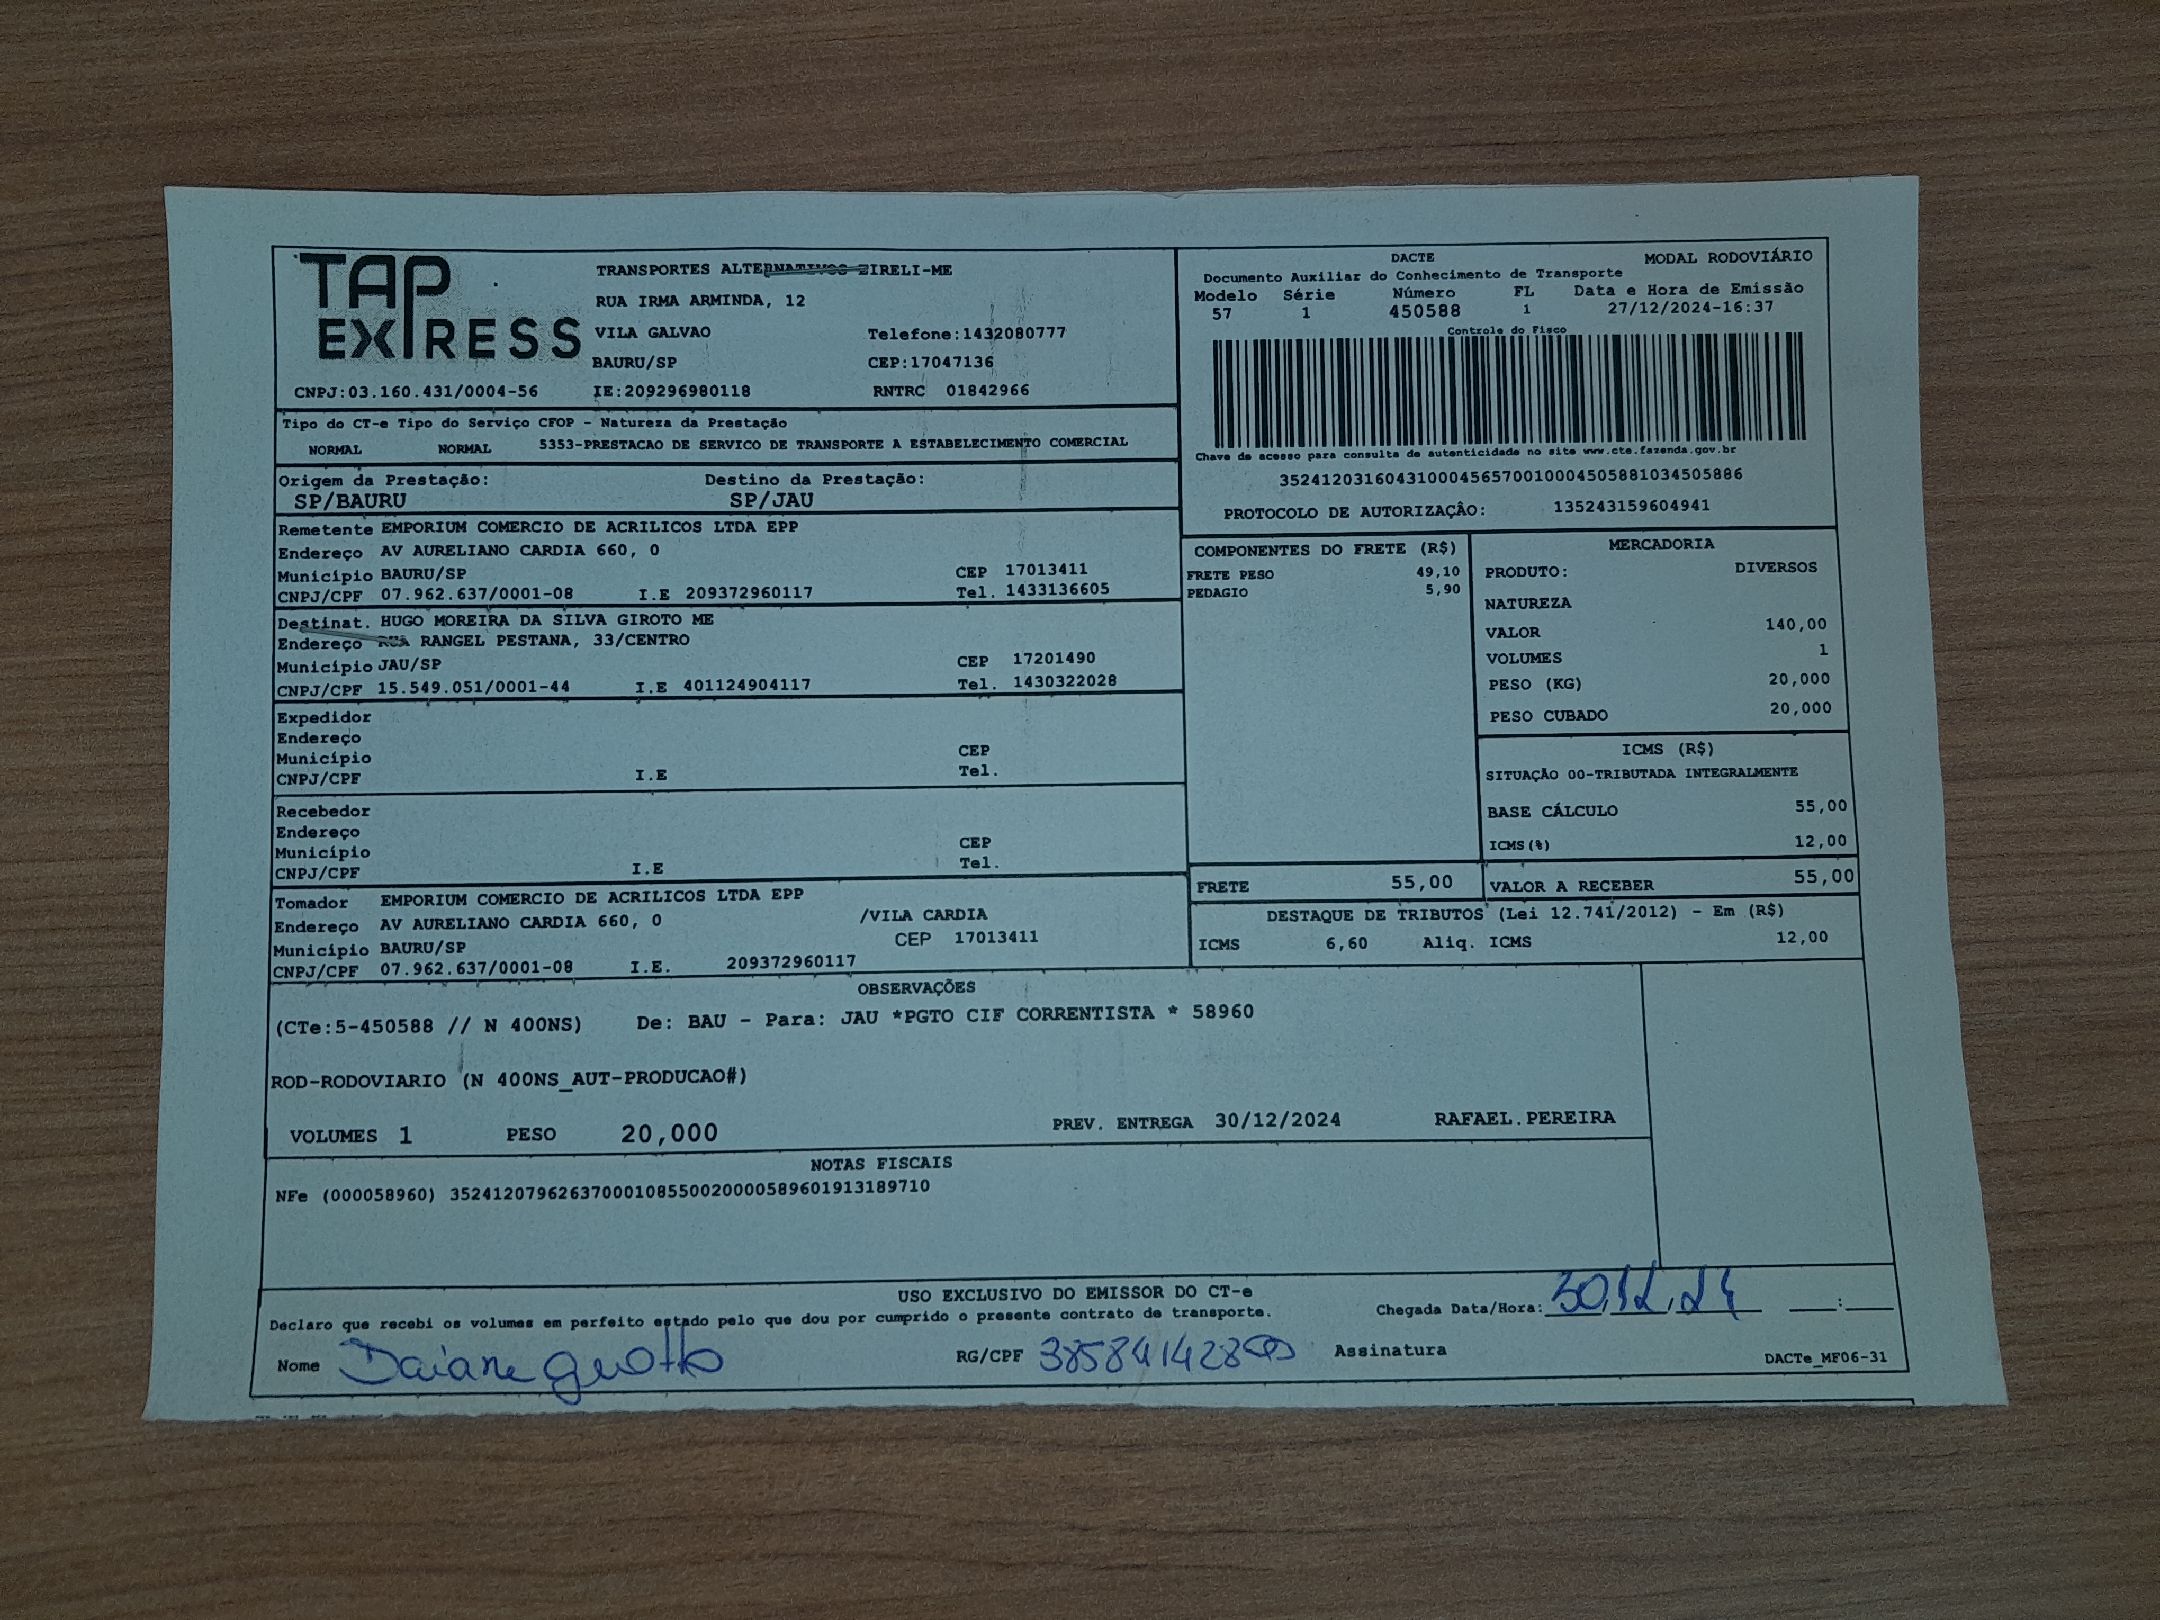 TAP
EXPRESS
TRANSPORTES ALTERNATIVOS EIRELI-ME
RUA IRMA ARMINDA, 12
VILA GALVAO Telefone:1432080777
BAURU/SP CEP:17047136
CNPJ:03.160.431/0004-56 IE:209296980118 RNTRC 01842966
DACTE MODAL RODOVIÁRIO
Documento Auxiliar do Conhecimento de Transporte
Modelo Série Número FL Data e Hora de Emissão
57 1 450588 1 27/12/2024-16:37
Controle do Fisco
Chave de acesso para consulta de autenticidade no site www.cte.fazenda.gov.br
35241203160431000456570010004505881034505886
PROTOCOLO DE AUTORIZAÇÂO: 135243159604941
Tipo do CT-e Tipo do Serviço CFOP - Natureza da Prestação
NORMAL NORMAL 5353-PRESTACAO DE SERVICO DE TRANSPORTE A ESTABELECIMENTO COMERCIAL
Origem da Prestação: Destino da Prestação:
SP/BAURU SP/JAU
Remetente EMPORIUM COMERCIO DE ACRILICOS LTDA EPP
Endereço AV AURELIANO CARDIA 660, 0
Município BAURU/SP CEP 17013411
CNPJ/CPF 07.962.637/0001-08 I.E 209372960117 Tel. 1433136605
Destinat. HUGO MOREIRA DA SILVA GIROTO ME
Endereço RUA RANGEL PESTANA, 33/CENTRO
Município JAU/SP CEP 17201490
CNPJ/CPF 15.549.051/0001-44 I.E 401124904117 Tel. 1430322028
Expedidor
Endereço
Município CEP
CNPJ/CPF I.E Tel.
Recebedor
Endereço
Município CEP
CNPJ/CPF I.E Tel.
Tomador EMPORIUM COMERCIO DE ACRILICOS LTDA EPP
Endereço AV AURELIANO CARDIA 660, 0 /VILA CARDIA
Município BAURU/SP CEP 17013411
CNPJ/CPF 07.962.637/0001-08 I.E. 209372960117
COMPONENTES DO FRETE (R$)
FRETE PESO 49,10
PEDAGIO 5,90
MERCADORIA
PRODUTO: DIVERSOS
NATUREZA
VALOR 140,00
VOLUMES 1
PESO (KG) 20,000
PESO CUBADO 20,000
ICMS (R$)
SITUAÇÃO 00-TRIBUTADA INTEGRALMENTE
BASE CÁLCULO 55,00
ICMS(%) 12,00
FRETE 55,00 VALOR A RECEBER 55,00
DESTAQUE DE TRIBUTOS (Lei 12.741/2012) - Em (R$)
ICMS 6,60 Aliq. ICMS 12,00
OBSERVAÇÕES
(CTe:5-450588 // N 400NS) De: BAU - Para: JAU *PGTO CIF CORRENTISTA * 58960
ROD-RODOVIARIO (N 400NS_AUT-PRODUCAO#)
VOLUMES 1 PESO 20,000 PREV. ENTREGA 30/12/2024 RAFAEL.PEREIRA
NOTAS FISCAIS
NFe (000058960) 35241207962637000108550020000589601913189710
USO EXCLUSIVO DO EMISSOR DO CT-e
Declaro que recebi os volumes em perfeito estado pelo que dou por cumprido o presente contrato de transporte. Chegada Data/Hora: 30.12.24 __:__
Nome Daiane RG/CPF Assinatura
DACTe_MF06-31